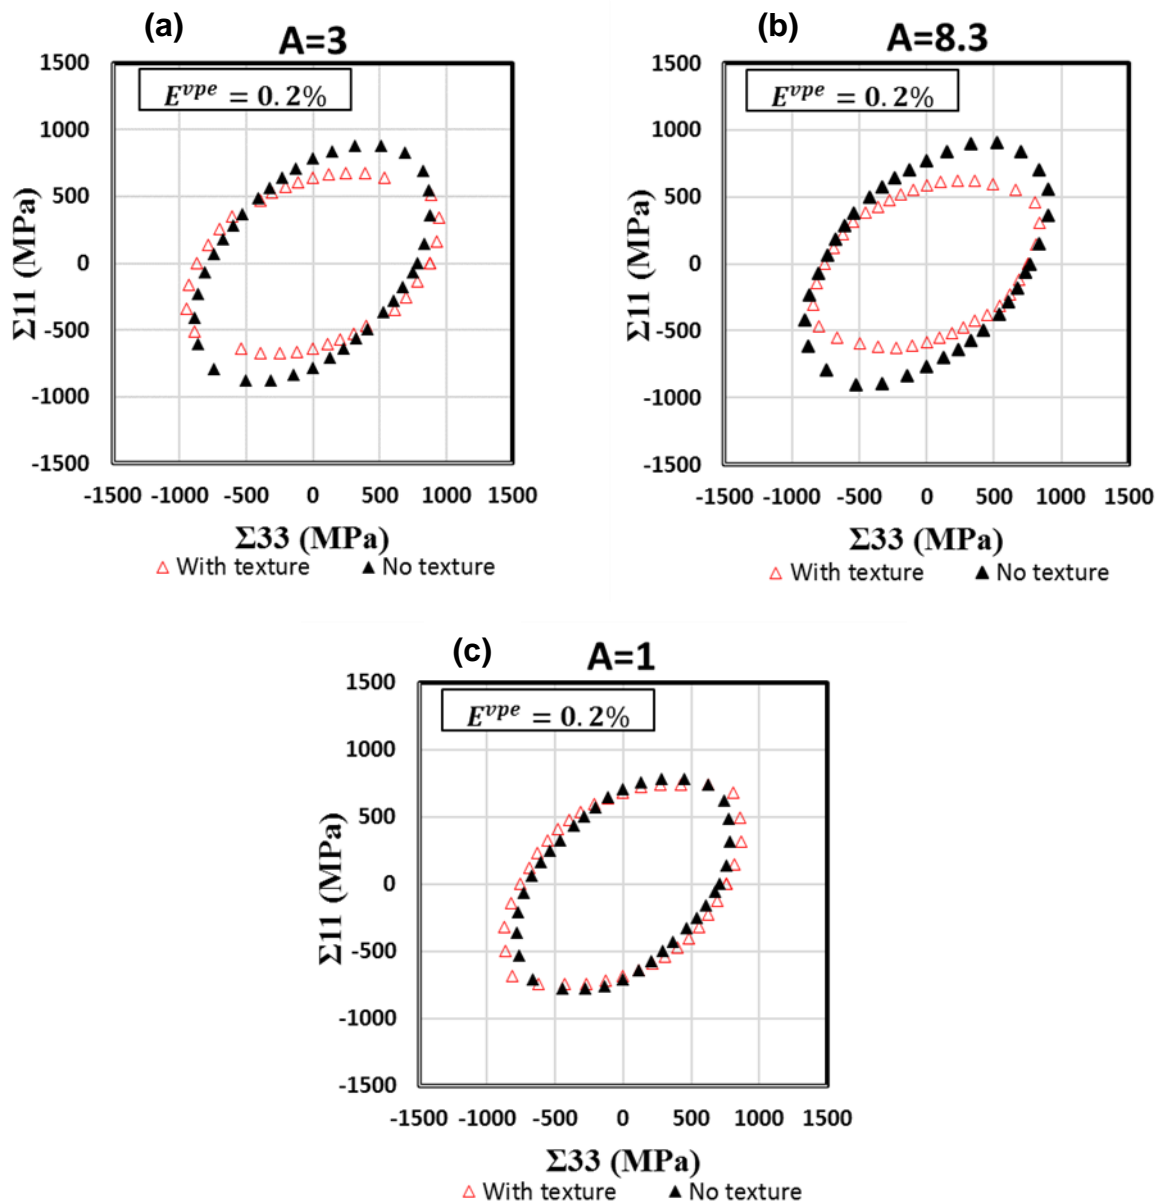 (a)
A=3
E^vpe = 0.2%
1500
1000
500
0
-500
-1000
-1500
Σ11 (MPa)
-1500 -1000 -500 0 500 1000 1500
Σ33 (MPa)
△ With texture ▲ No texture
(b)
A=8.3
E^vpe = 0.2%
1500
1000
500
0
-500
-1000
-1500
Σ11 (MPa)
-1500 -1000 -500 0 500 1000 1500
Σ33 (MPa)
△ With texture ▲ No texture
(c)
A=1
E^vpe = 0.2%
1500
1000
500
0
-500
-1000
-1500
Σ11 (MPa)
-1500 -1000 -500 0 500 1000 1500
Σ33 (MPa)
△ With texture ▲ No texture